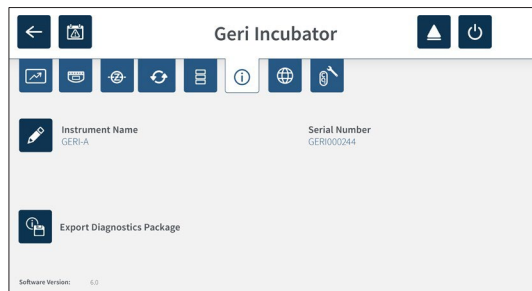 Geri Incubator
Instrument Name
GERI-A
Serial Number
GERI000244
Export Diagnostics Package
Software Version: 6.0